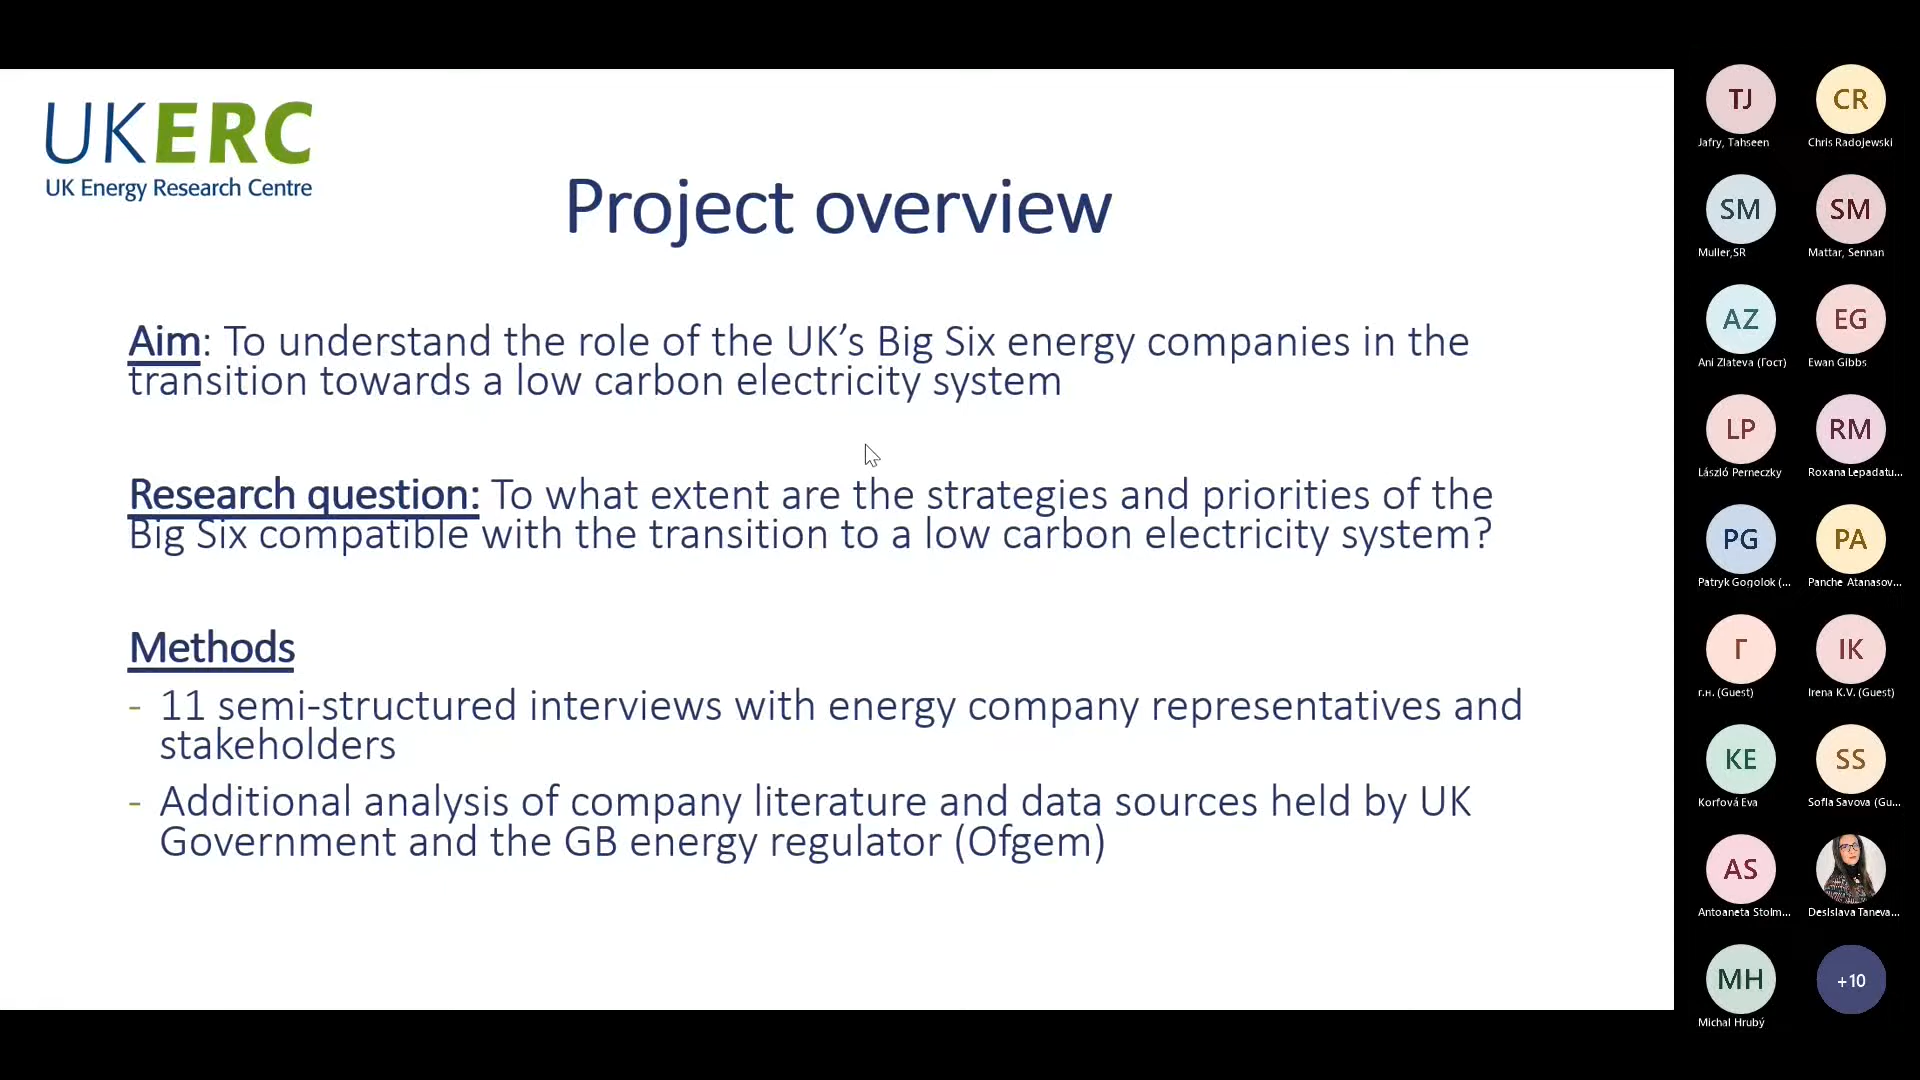 UKERC
UK Energy Research Centre
Project overview
Aim: To understand the role of the UK’s Big Six energy companies in the
transition towards a low carbon electricity system
Research question: To what extent are the strategies and priorities of the
Big Six compatible with the transition to a low carbon electricity system?
Methods
- 11 semi-structured interviews with energy company representatives and
stakeholders
- Additional analysis of company literature and data sources held by UK
Government and the GB energy regulator (Ofgem)
TJ
Jafry, Tahseen
CR
Chris Radojewski
SM
Muller,SR
SM
Mattar, Sennan
AZ
Ani Zlateva (Гост)
EG
Ewan Gibbs
LP
László Perneczky
RM
Roxana Lepadatu...
PG
Patryk Gogolok (...
PA
Panche Atanasov...
Г
г.н. (Guest)
IK
Irena K.V. (Guest)
KE
Korfová Eva
SS
Sofia Savova (Gu...
AS
Antoaneta Stoim...
Desislava Taneva...
MH
Michal Hrubý
+10